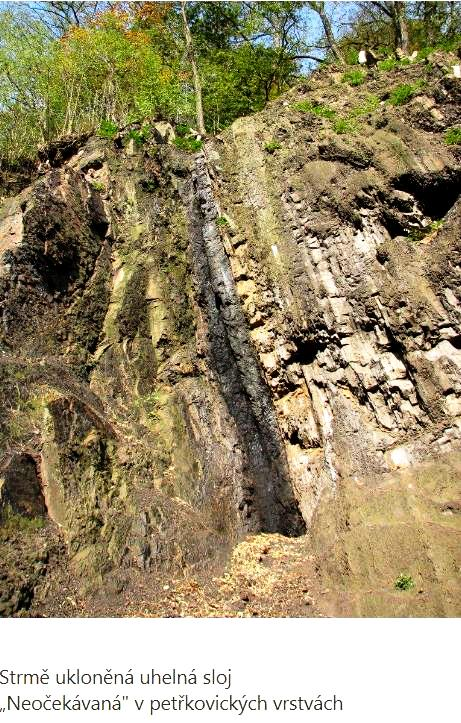 Strmě ukloněná uhelná sloj
„Neočekávaná" v petřkovických vrstvách